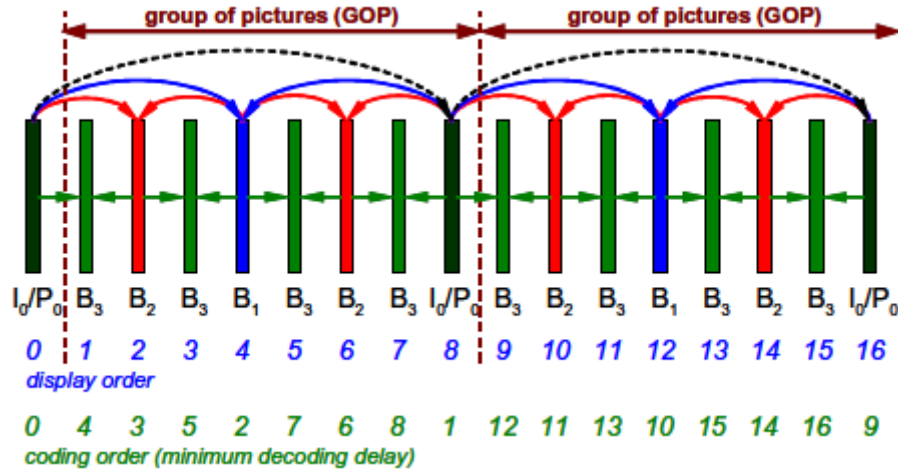 group of pictures (GOP) group of pictures (GOP)
I0/P0 B3 B2 B3 B1 B3 B2 B3 I0/P0 B3 B2 B3 B1 B3 B2 B3 I0/P0
0 1 2 3 4 5 6 7 8 9 10 11 12 13 14 15 16
display order
0 4 3 5 2 7 6 8 1 12 11 13 10 15 14 16 9
coding order (minimum decoding delay)